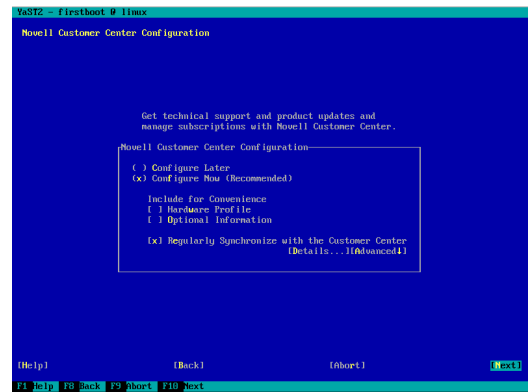 YaST2 - firstboot @ linux
Novell Customer Center Configuration
Get technical support and product updates and
manage subscriptions with Novell Customer Center.
Novell Customer Center Configuration
( ) Configure Later
(x) Configure Now (Recommended)
Include for Convenience
[ ] Hardware Profile
[ ] Optional Information
[x] Regularly Synchronize with the Customer Center
[Details...][Advanced↓]
[Help] [Back] [Abort] [Next]
F1 Help F8 Back F9 Abort F10 Next